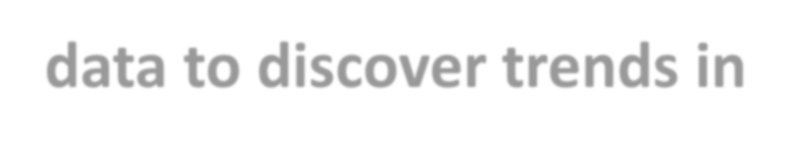 data to discover trends in